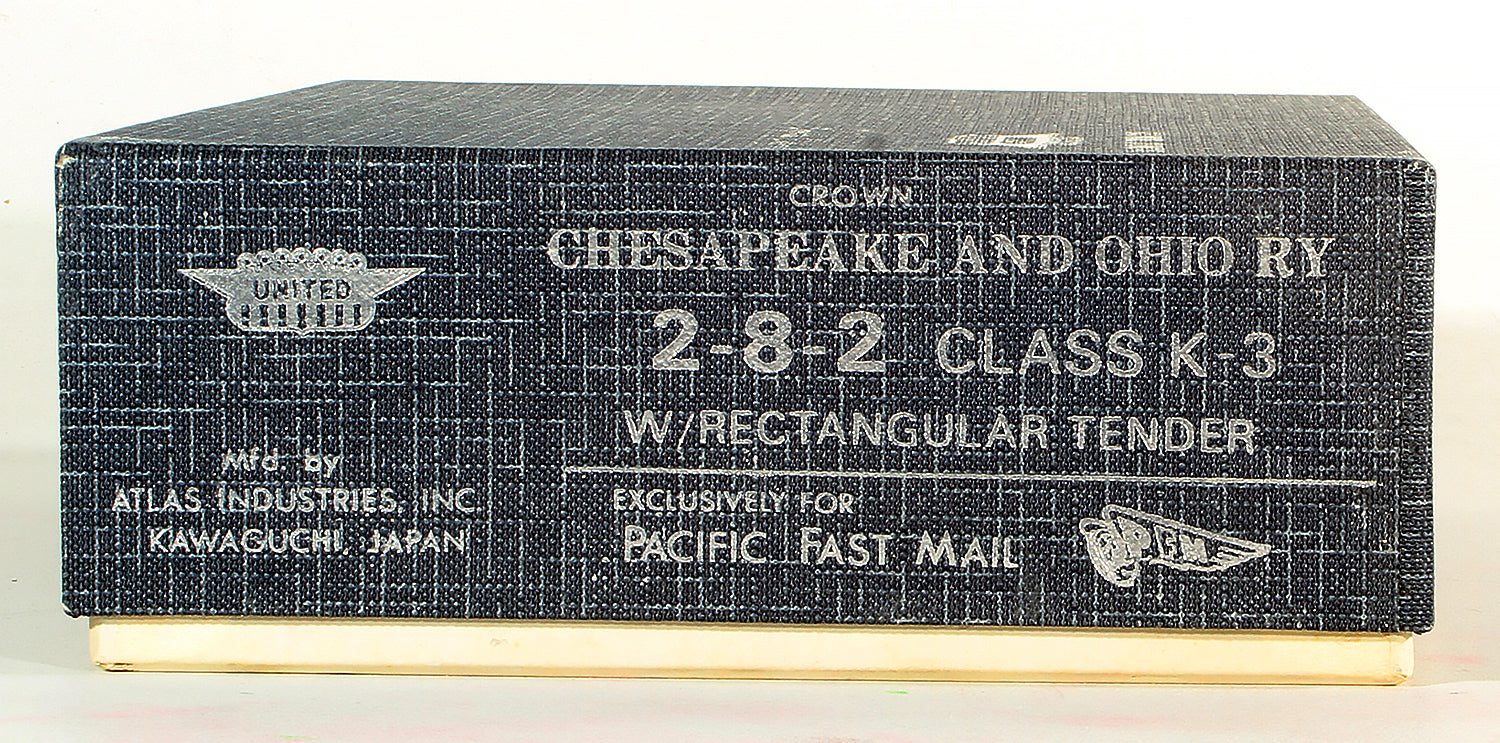 UNITED
Mfd. by
ATLAS INDUSTRIES, INC
KAWAGUCHI, JAPAN
CROWN
CHESAPEAKE AND OHIO RY
2-8-2 CLASS K-3
W/RECTANGULAR TENDER
EXCLUSIVELY FOR
PACIFIC FAST MAIL
PFM